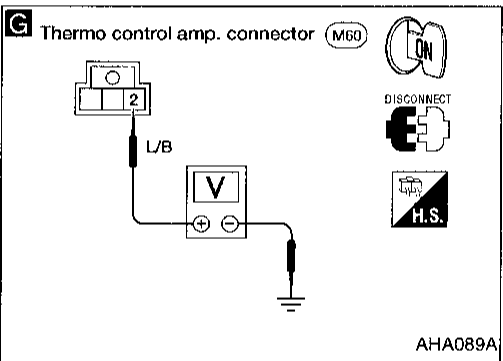 G Thermo control amp. connector M60
ON
DISCONNECT
2
L/B
V
H.S.
AHA089A